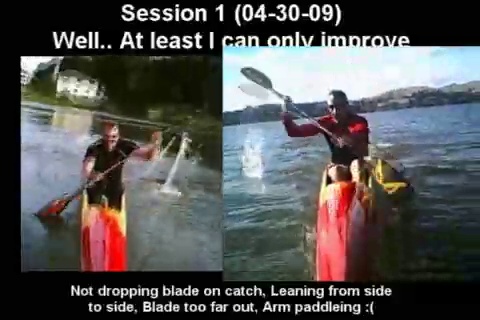 Session 1 (04-30-09)
Well.. At least I can only improve
Not dropping blade on catch, Leaning from side
to side, Blade too far out, Arm paddleing :(